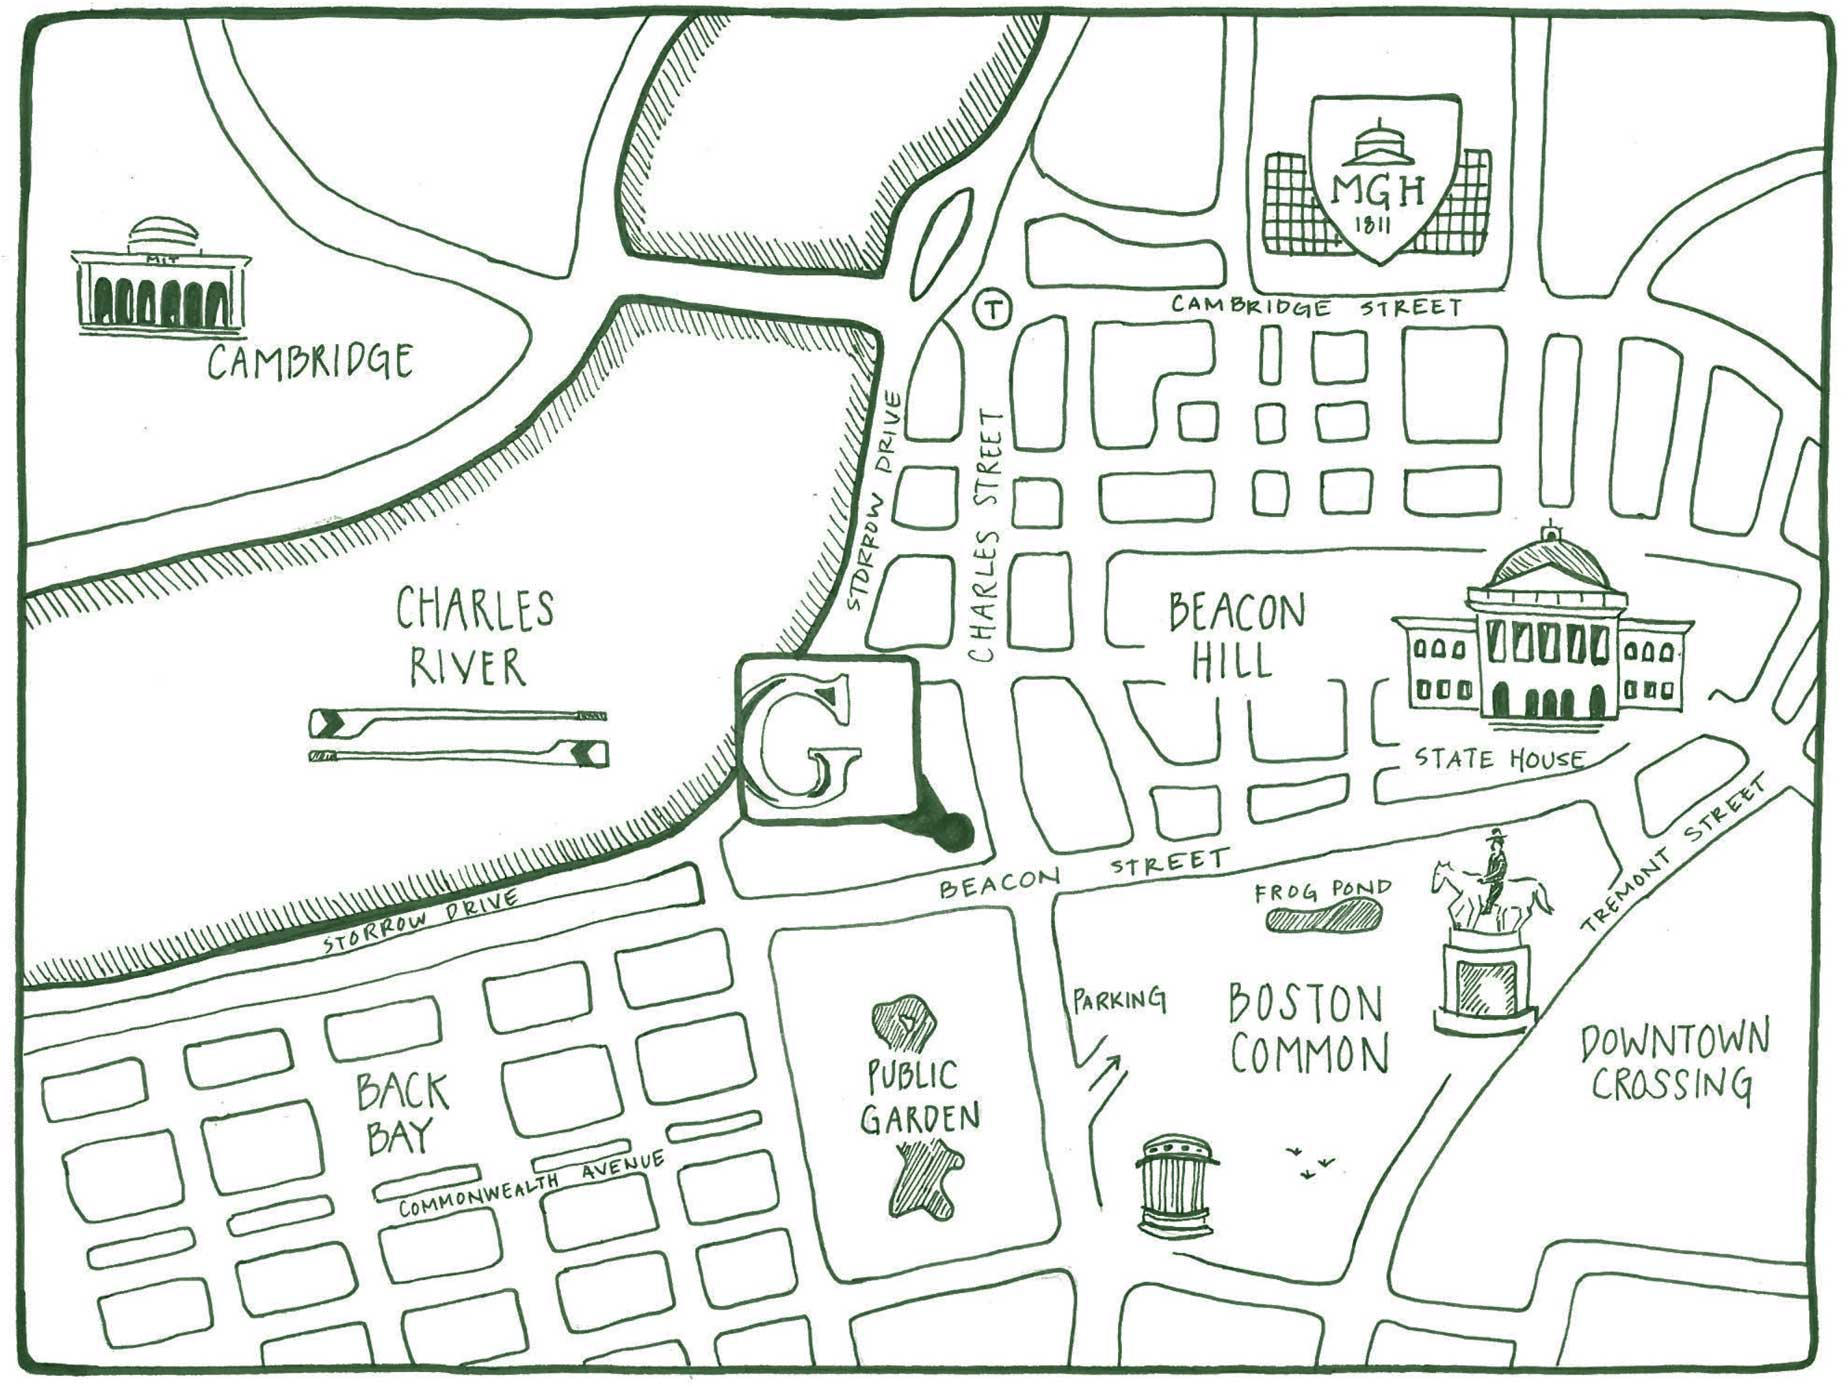 MGH
1811
MIT
T
CAMBRIDGE STREET
CAMBRIDGE
STORROW DRIVE
CHARLES STREET
CHARLES
RIVER
BEACON
HILL
G
STATE HOUSE
TREMONT STREET
BEACON STREET
FROG POND
STORROW DRIVE
PARKING
BOSTON
COMMON
DOWNTOWN
CROSSING
BACK
BAY
PUBLIC
GARDEN
COMMONWEALTH AVENUE